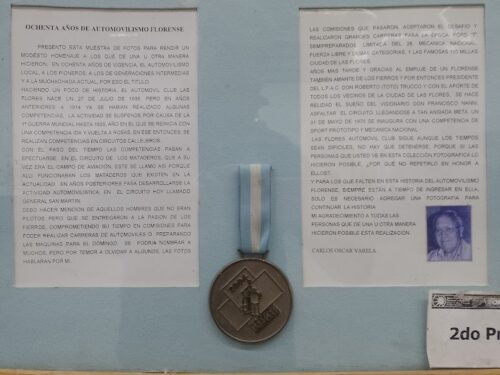 OCHENTA AÑOS DE AUTOMOVILISMO FLORENSE
PRESENTO ESTA MUESTRA DE FOTOS PARA RENDIR UN
MODESTO HOMENAJE A LOS QUE DE UNA U OTRA MANERA
HICIERON, EN OCHENTA AÑOS DE VIGENCIA, EL AUTOMOVILISMO
LOCAL, A LOS PIONEROS, A LOS DE GENERACIONES INTERMEDIAS
Y A LA MUCHACHADA ACTUAL, POR ESO EL TITULO.
HACIENDO UN POCO DE HISTORIA, EL AUTOMOVIL CLUB LAS
FLORES NACE UN 27 DE JULIO DE 1935, PERO EN AÑOS
ANTERIORES A 1914 YA SE HABIAN REALIZADO ALGUNAS
COMPETENCIAS, LA ACTIVIDAD SE SUSPENDE POR CAUSA DE LA
1ª GUERRA MUNDIAL HASTA 1923, AÑO EN EL QUE SE REINICIA CON
UNA COMPETENCIA IDA Y VUELTA A ROSAS, EN ESE ENTONCES, SE
REALIZAN COMPETENCIAS EN CIRCUITOS CALLEJEROS.
CON EL PASO DEL TIEMPO LAS COMPETENCIAS PASAN A
EFECTUARSE, EN EL CIRCUITO DE LOS MATADEROS, QUE A SU
VEZ ERA EL CAMPO DE AVIACION, ESTE SE LLAMO ASI PORQUE
ALLI FUNCIONABAN LOS MATADEROS QUE EXISTEN EN LA
ACTUALIDAD. EN AÑOS POSTERIORES PASA DESARROLLARSE LA
ACTIVIDAD AUTOMOVILISTICA, EN EL CIRCUITO HOY LLAMADO
GENERAL SAN MARTIN.
DEBO HACER MENCION DE AQUELLOS HOMBRES QUE NO ERAN
PILOTOS, PERO QUE SE ENTREGARON A LA PASION DE LOS
FIERROS, COMPROMETIENDO SU TIEMPO EN COMISIONES PARA
PODER REALIZAR CARRERAS DE AUTOMOVILES O PREPARANDO
LAS MAQUINAS PARA EL DOMINGO. SE PODRIA NOMBRAR A
MUCHOS, PERO POR TEMOR A OLVIDAR A ALGUNOS, LAS FOTOS
HABLARAN POR MI.
LAS COMISIONES QUE PASARON, ACEPTARON EL DESAFIO Y
REALIZARON GRANDES CARRERAS PARA LA EPOCA: FORD "T",
SEMIPREPARADOS, LIMITADA DEL 28, MECANICA NACIONAL,
FUERZA LIBRE Y DEMAS CATEGORIAS, Y LAS FAMOSAS 100 MILLAS
CIUDAD DE LAS FLORES.
AÑOS MAS TARDE Y GRACIAS AL EMPUJE DE UN FLORENSE
TAMBIEN AMANTE DE LOS FIERROS Y POR ENTONCES PRESIDENTE
DEL I.P.A.C. DON ROBERTO (TOTO) TRUCCO Y CON EL APORTE DE
TODOS LOS VECINOS DE LA CIUDAD DE LAS FLORES, SE HACE
REALIDAD EL SUEÑO DEL VISIONARIO DON FRANCISCO NANNI,
ASFALTAR EL CIRCUITO. LLEGANDOSE A TAN ANSIADA META, UN
31 DE MAYO DE 1970 SE INAUGURA CON UNA COMPETENCIA DE
SPORT PROTOTIPO Y MECANICA NACIONAL.
LAS FLORES AUTOMOVIL CLUB SIGUE AUNQUE LOS TIEMPOS
SEAN DIFICILES, NO HAY QUE DETENERSE, PORQUE SI LAS
PERSONAS QUE USTED VE EN ESTA COLECCIÓN FOTOGRAFICA LO
HICIERON POSIBLE, ¿POR QUE NO REPETIRLO EN HONOR A
ELLOS?.
Y PARA LOS QUE FALTEN EN ESTA HISTORIA DEL AUTOMOVILISMO
FLORENSE, SIEMPRE ESTAN A TIEMPO DE INGRESAR EN ELLA,
SOLO ES NECESARIO AGREGAR UNA FOTOGRAFIA PARA
CONTINUAR LA HISTORIA.
MI AGRADECIMIENTO A TODAS LAS
PERSONAS QUE DE UNA U OTRA MANERA
HICIERON POSIBLE ESTA REALIZACION.
CARLOS OSCAR VARELA
2do Pr